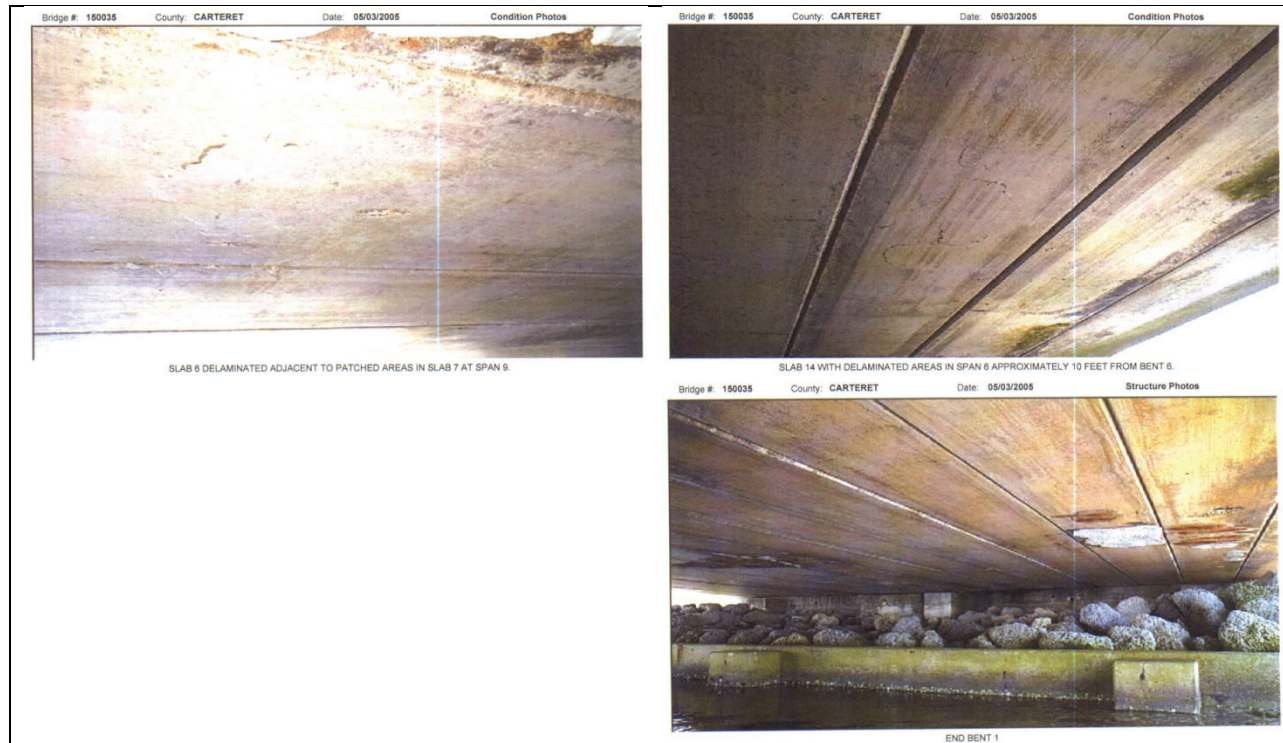 Bridge #: 150035 County: CARTERET Date: 05/03/2005 Condition Photos
SLAB 6 DELAMINATED ADJACENT TO PATCHED AREAS IN SLAB 7 AT SPAN 9.
Bridge #: 150035 County: CARTERET Date: 05/03/2005 Condition Photos
SLAB 14 WITH DELAMINATED AREAS IN SPAN 6 APPROXIMATELY 10 FEET FROM BENT 6.
Bridge #: 150035 County: CARTERET Date: 05/03/2005 Structure Photos
END BENT 1